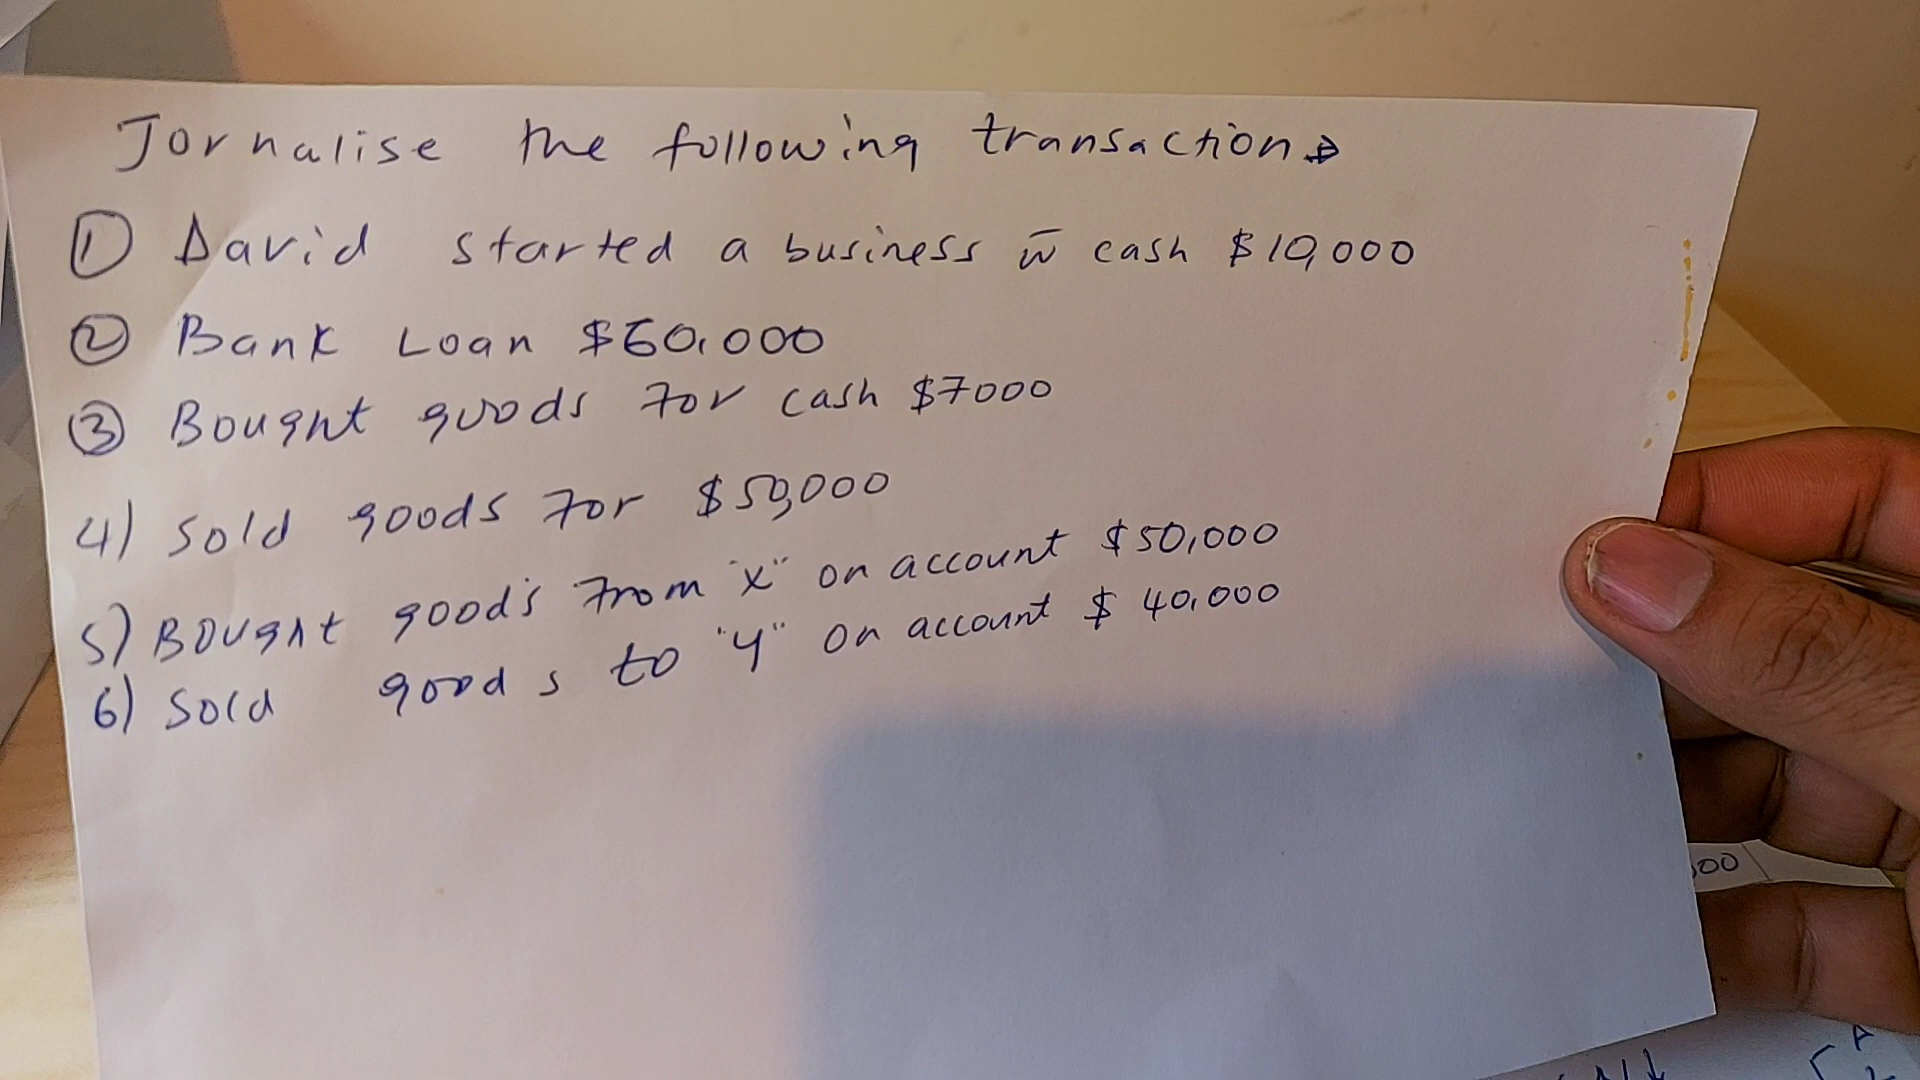 Jornalise the following transactions
① David started a business w̄ cash $10,000
② Bank Loan $60,000
③ Bought goods for cash $7000
4) Sold goods for $50,000
5) Bought goods from "X" on account $50,000
6) Sold goods to "Y" on account $ 40,000